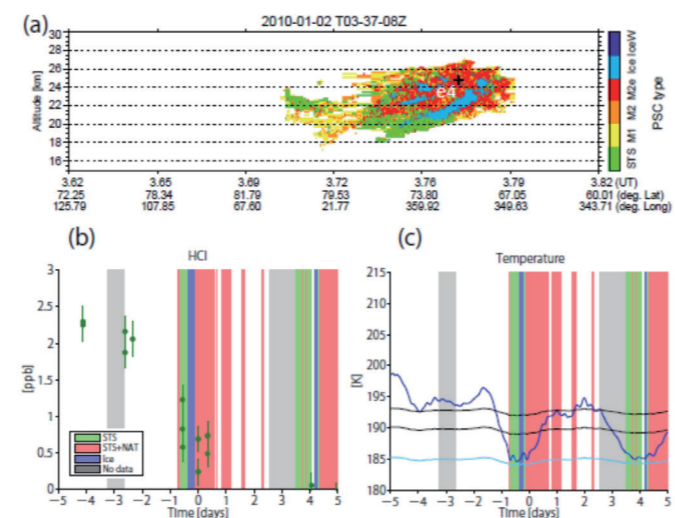 (a)
2010-01-02 T03-37-08Z
Altitude [km]
30
28
26
24
22
20
18
16
e4
STS M1 M2 M2e Ice IceW
PSC type
3.62 3.65 3.69 3.72 3.76 3.79 3.82 (UT)
72.25 78.34 81.79 79.53 73.80 67.05 60.01 (deg. Lat)
125.79 107.85 67.60 21.77 359.92 349.63 343.71 (deg. Long)
(b)
HCl
[ppb]
3
2.5
2
1.5
1
0.5
0
STS
STS+NAT
Ice
No data
−5 −4 −3 −2 −1 0 1 2 3 4 5
Time [days]
(c)
Temperature
[K]
215
210
205
200
195
190
185
180
−5 −4 −3 −2 −1 0 1 2 3 4 5
Time [days]